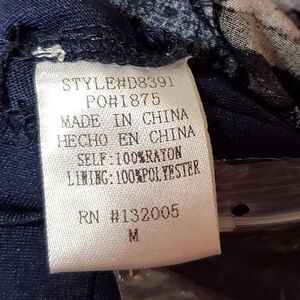 STYLE#D8391
PO#1875
MADE IN CHINA
HECHO EN CHINA
SELF:100%RAYON
LINING:100%POLYESTER
RN #132005
M